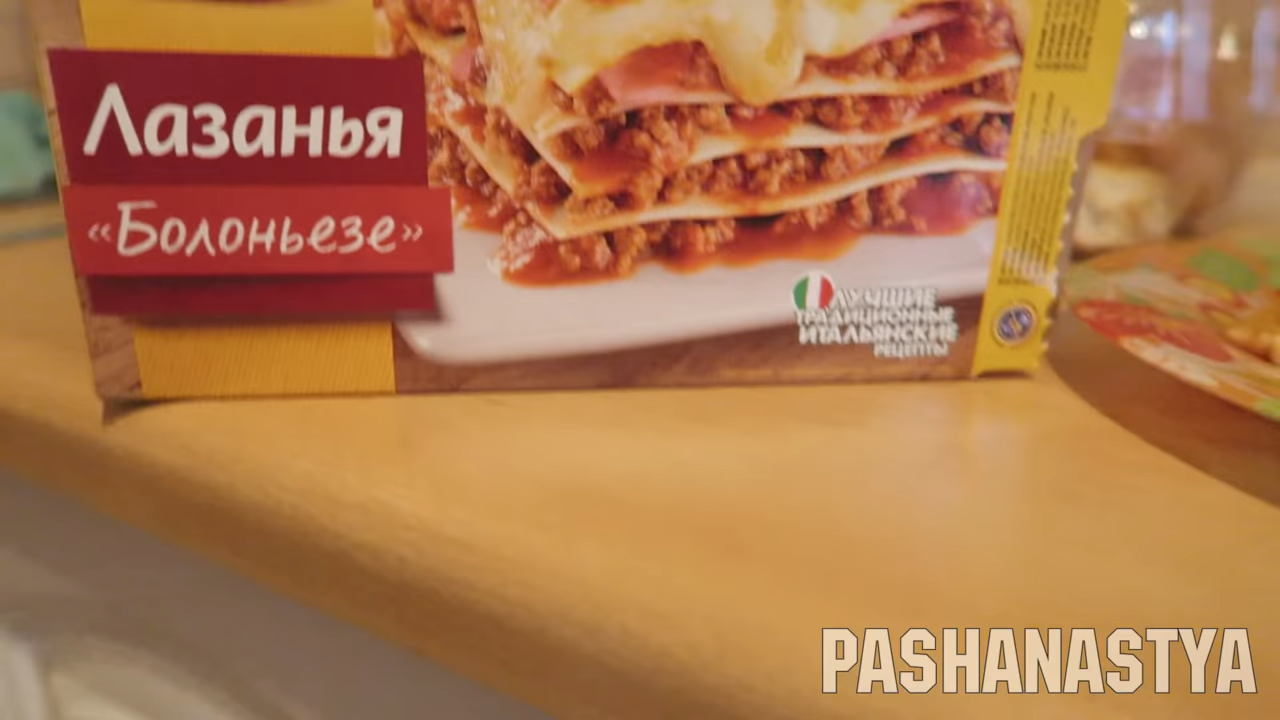 Лазанья
«Болоньезе»
ЛУЧШИЕ
ТРАДИЦИОННЫЕ
ИТАЛЬЯНСКИЕ
РЕЦЕПТЫ
PASHANASTYA